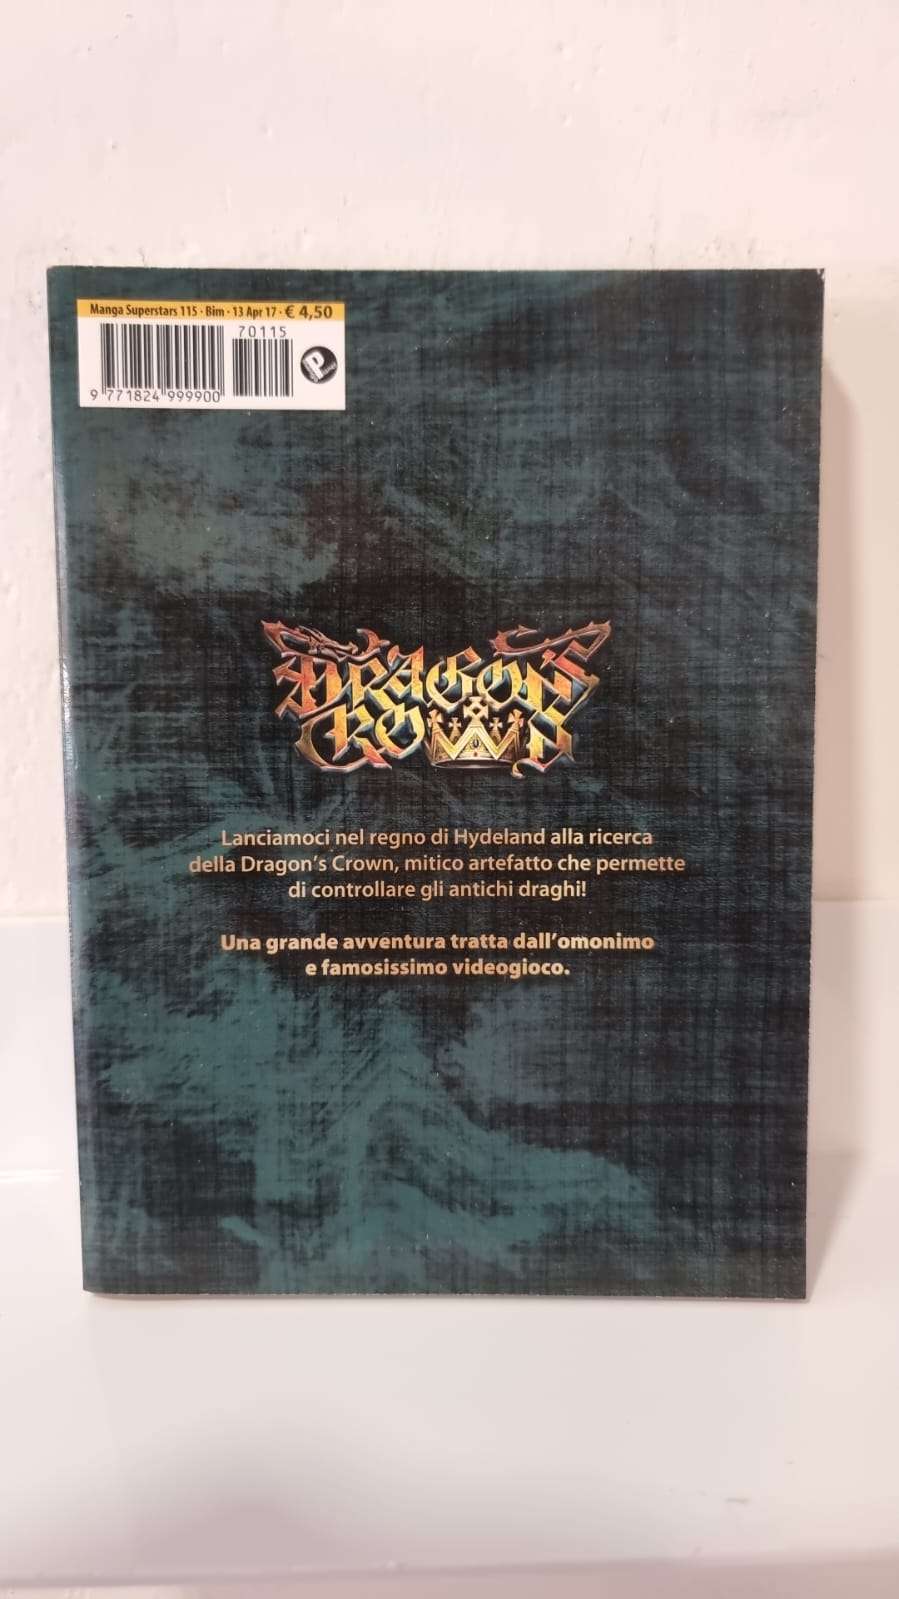 Manga Superstars 115 · Bim · 13 Apr 17 · € 4,50
70115
9 771824 999900
P
DRAGON'S
CROWN
Lanciamoci nel regno di Hydeland alla ricerca
della Dragon's Crown, mitico artefatto che permette
di controllare gli antichi draghi!
Una grande avventura tratta dall'omonimo
e famosissimo videogioco.